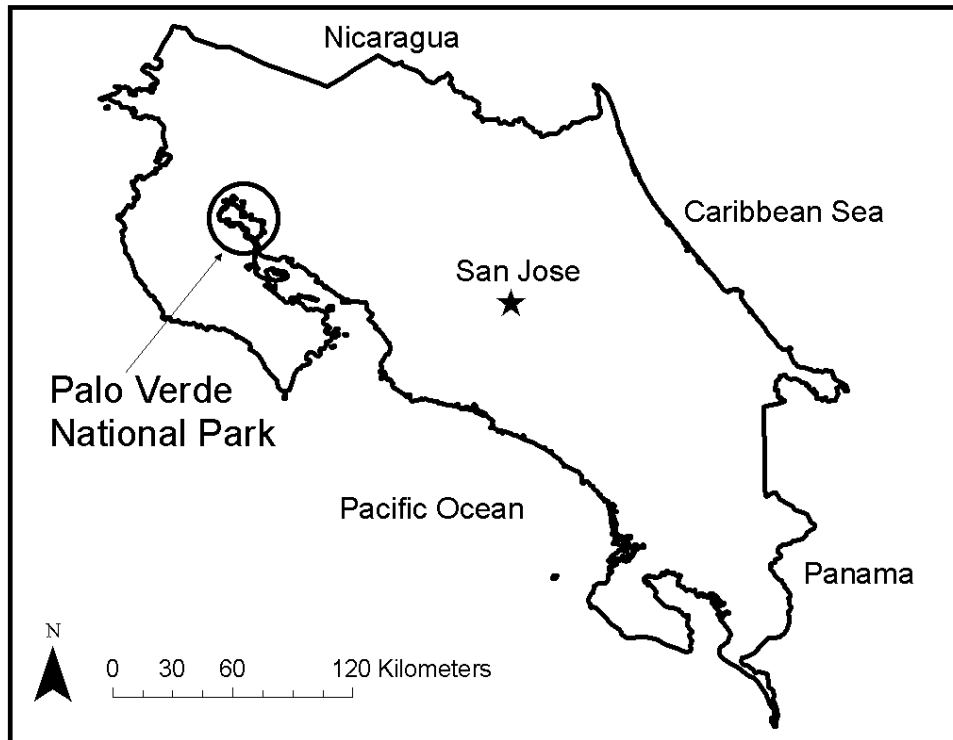 Nicaragua
Caribbean Sea
San Jose
Palo Verde
National Park
Pacific Ocean
Panama
N
0 30 60 120 Kilometers